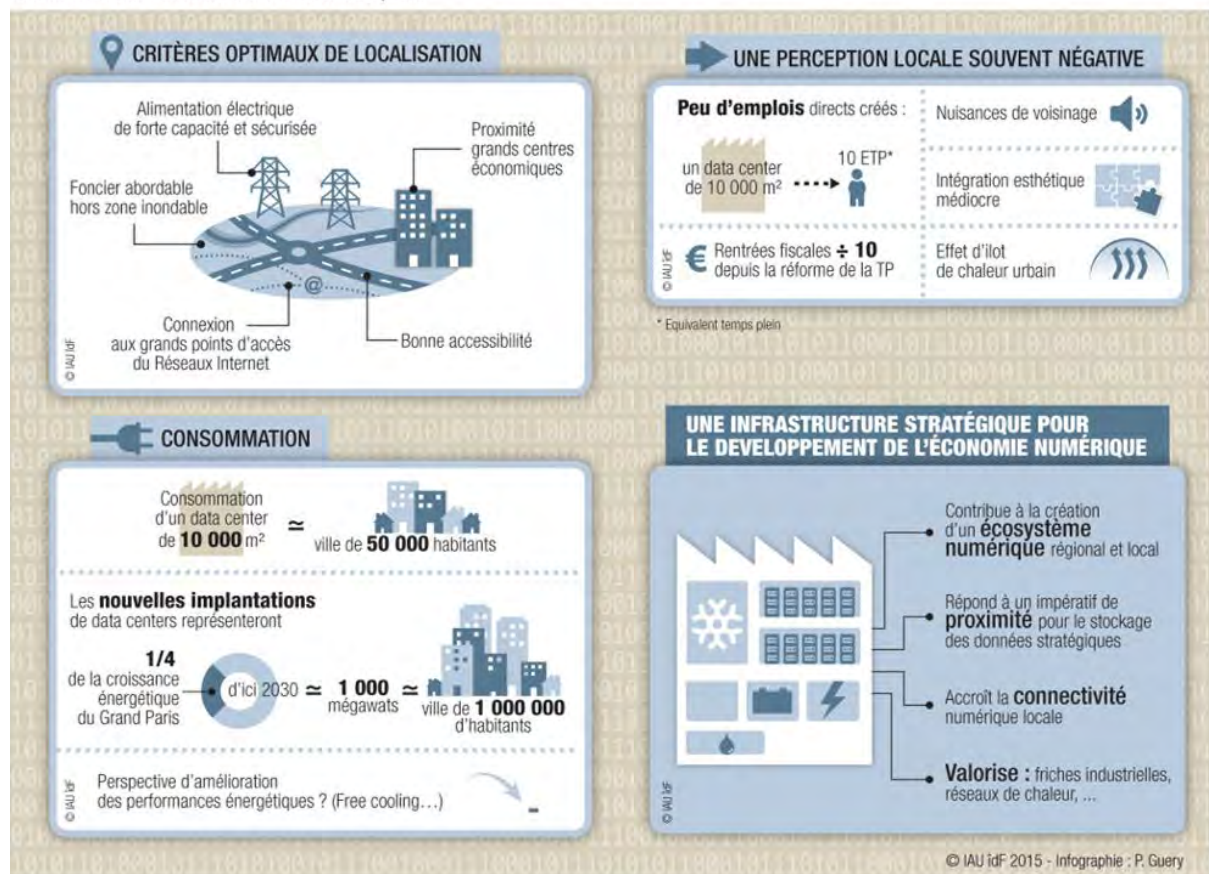 CRITÈRES OPTIMAUX DE LOCALISATION
Alimentation électrique
de forte capacité et sécurisée
Proximité
grands centres
économiques
Foncier abordable
hors zone inondable
@
Connexion
aux grands points d'accès
du Réseaux Internet
Bonne accessibilité
© IAU îdF
UNE PERCEPTION LOCALE SOUVENT NÉGATIVE
Peu d'emplois directs créés :
un data center
de 10 000 m²
10 ETP*
€ Rentrées fiscales ÷ 10
depuis la réforme de la TP
Nuisances de voisinage
Intégration esthétique
médiocre
Effet d'ilot
de chaleur urbain
© IAU îdF
* Equivalent temps plein
CONSOMMATION
Consommation
d'un data center
de 10 000 m²
≃
ville de 50 000 habitants
Les nouvelles implantations
de data centers représenteront
1/4
de la croissance
énergétique
du Grand Paris
d'ici 2030 ≃ 1 000
mégawats
≃ ville de 1 000 000
d'habitants
Perspective d'amélioration
des performances énergétiques ? (Free cooling…)
-
© IAU îdF
UNE INFRASTRUCTURE STRATÉGIQUE POUR
LE DEVELOPPEMENT DE L'ÉCONOMIE NUMÉRIQUE
Contribue à la création
d'un écosystème
numérique régional et local
Répond à un impératif de
proximité pour le stockage
des données stratégiques
Accroît la connectivité
numérique locale
Valorise : friches industrielles,
réseaux de chaleur, ...
© IAU îdF
© IAU îdF 2015 - Infographie : P. Guery